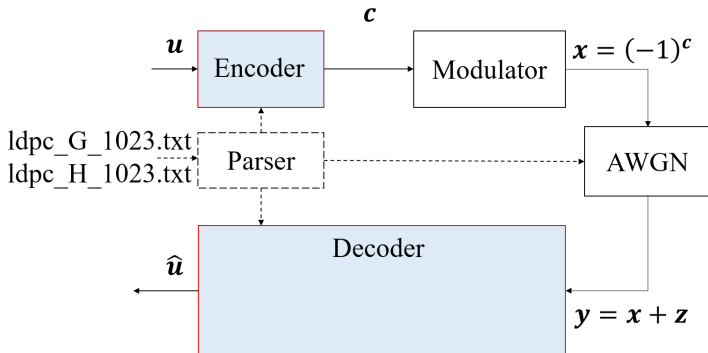 c
u
Encoder
Modulator
x = (−1)ᶜ
ldpc_G_1023.txt
ldpc_H_1023.txt
Parser
AWGN
Decoder
û
y = x + z